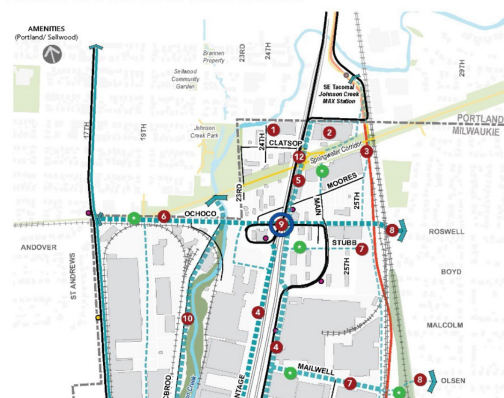 AMENITIES
(Portland/ Sellwood)
Brannen
Property
23RD
24TH
29TH
Sellwood
Community
Garden
SE Tacoma/
Johnson Creek
MAX Station
17TH
19TH
Johnson
Creek Park
1
2
PORTLAND
MILWAUKIE
24TH
CLATSOP
12
Springwater Corridor
3
5
MOORES
23RD
MAIN
25TH
6
OCHOCO
9
8
ROSWELL
ANDOVER
STUBB
7
ST ANDREWS
25TH
BOYD
10
4
MALCOLM
4
MAILWELL
7
8
OLSEN